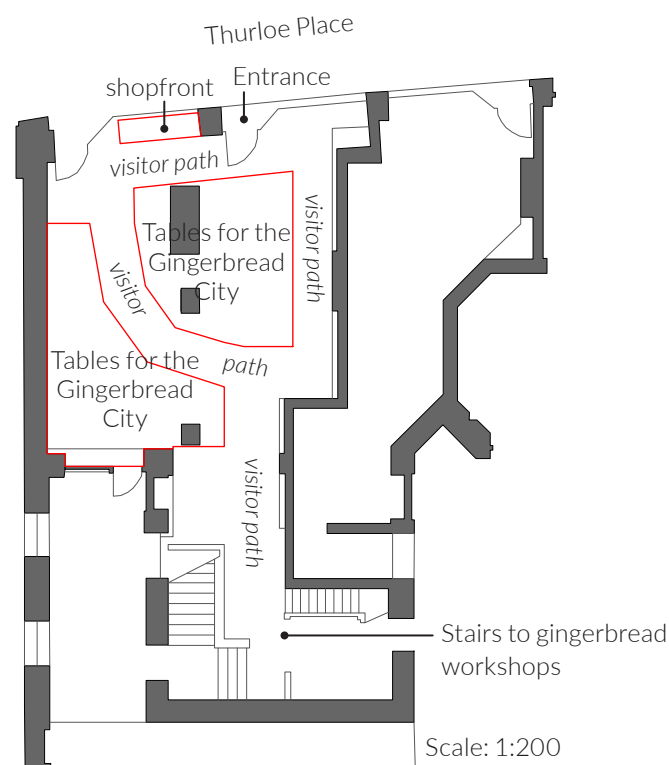 Thurloe Place
shopfront
Entrance
visitor path
visitor path
Tables for the
Gingerbread
City
visitor
path
Tables for the
Gingerbread
City
visitor path
Stairs to gingerbread
workshops
Scale: 1:200